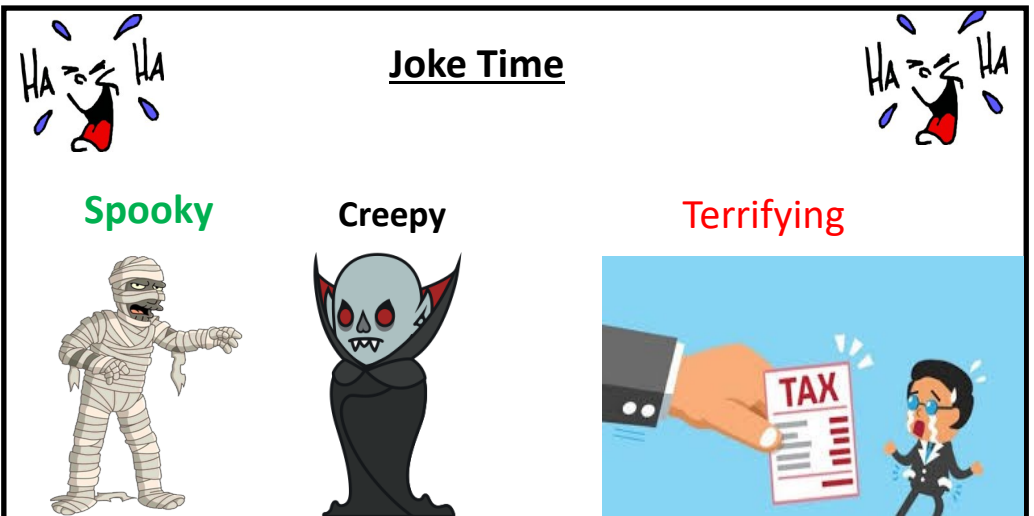 HA HA
Joke Time
HA HA
Spooky
Creepy
Terrifying
TAX